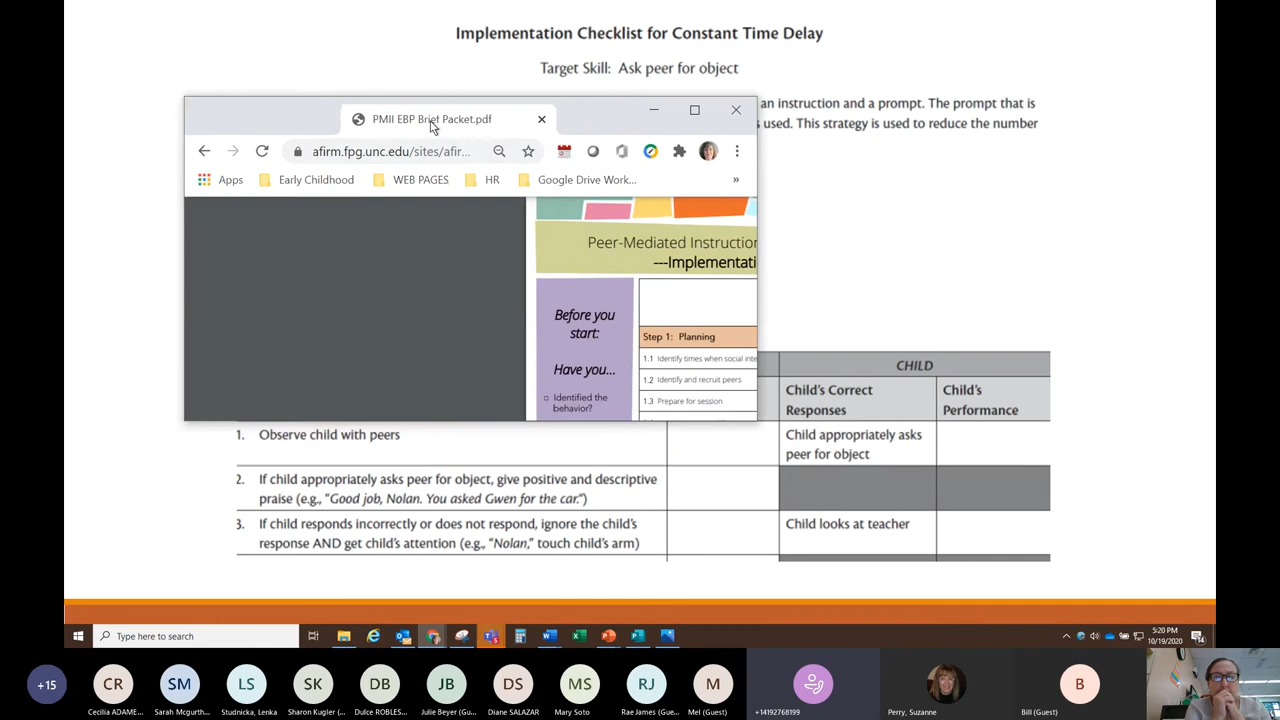 Implementation Checklist for Constant Time Delay
Target Skill: Ask peer for object
an instruction and a prompt. The prompt that is
s used. This strategy is used to reduce the number
PMII EBP Brief Packet.pdf
afirm.fpg.unc.edu/sites/afir...
Apps
Early Childhood
WEB PAGES
HR
Google Drive Work...
»
Peer-Mediated Instruction
---Implementati
Before you
start:
Have you...
Identified the
behavior?
Step 1: Planning
1.1 Identify times when social inte
1.2 Identify and recruit peers
1.3 Prepare for session
CHILD
Child's Correct
Responses
Child's
Performance
1. Observe child with peers
Child appropriately asks
peer for object
2. If child appropriately asks peer for object, give positive and descriptive
praise (e.g., "Good job, Nolan. You asked Gwen for the car.")
3. If child responds incorrectly or does not respond, ignore the child's
response AND get child's attention (e.g., "Nolan," touch child's arm)
Child looks at teacher
Type here to search
5:20 PM
10/19/2020
+15
CR
SM
LS
SK
DB
JB
DS
MS
RJ
M
B
Cecilia ADAME...
Sarah Mcgurth...
Studnicka, Lenka
Sharon Kugler (...
Dulce ROBLES...
Julie Beyer (Gue...
Diane SALAZAR
Mary Soto
Rae James (Gue...
Mel (Guest)
+14192768199
Perry, Suzanne
Bill (Guest)